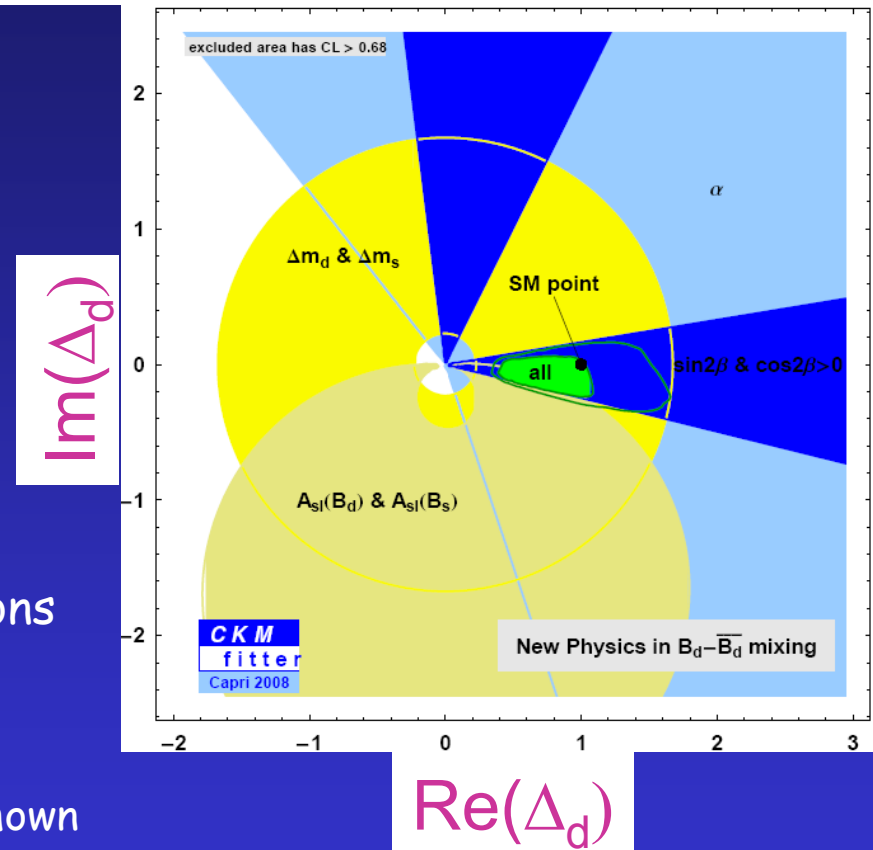 excluded area has CL > 0.68
2
1
0
−1
−2
α
Δm_d & Δm_s
SM point
all
sin2β & cos2β>0
A_sl(B_d) & A_sl(B_s)
CKM
fitter
Capri 2008
New Physics in B_d–B̅_d̅ mixing
−2 −1 0 1 2 3
Im(Δ_d)
Re(Δ_d)